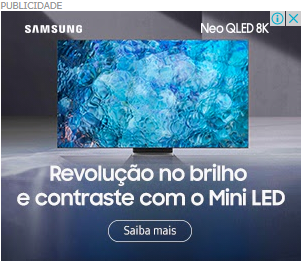 PUBLICIDADE
SAMSUNG
Neo QLED 8K
Revolução no brilho
e contraste com o Mini LED
Saiba mais